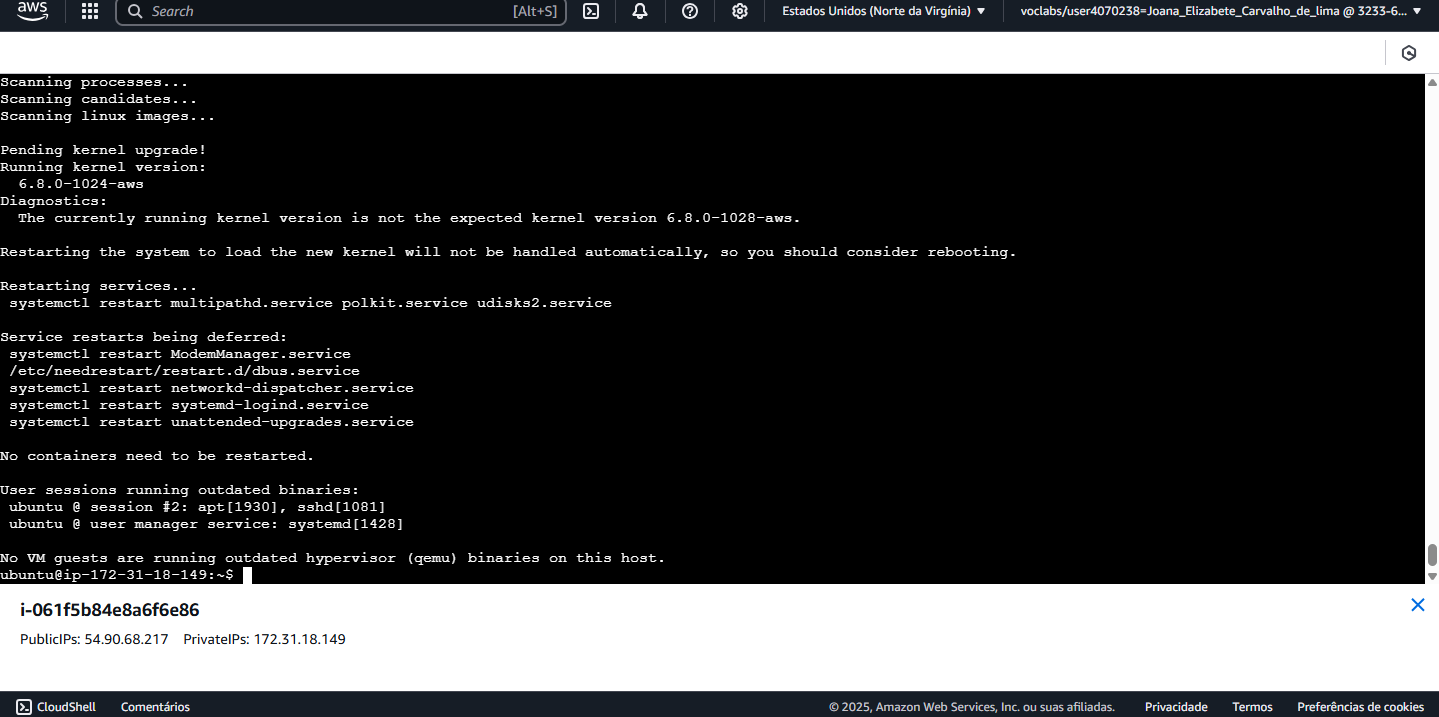 aws
Search [Alt+S] Estados Unidos (Norte da Virgínia) voclabs/user4070238=Joana_Elizabete_Carvalho_de_lima @ 3233-6...
Scanning processes...
Scanning candidates...
Scanning linux images...
Pending kernel upgrade!
Running kernel version:
6.8.0-1024-aws
Diagnostics:
The currently running kernel version is not the expected kernel version 6.8.0-1028-aws.
Restarting the system to load the new kernel will not be handled automatically, so you should consider rebooting.
Restarting services...
systemctl restart multipathd.service polkit.service udisks2.service
Service restarts being deferred:
systemctl restart ModemManager.service
/etc/needrestart/restart.d/dbus.service
systemctl restart networkd-dispatcher.service
systemctl restart systemd-logind.service
systemctl restart unattended-upgrades.service
No containers need to be restarted.
User sessions running outdated binaries:
ubuntu @ session #2: apt[1930], sshd[1081]
ubuntu @ user manager service: systemd[1428]
No VM guests are running outdated hypervisor (qemu) binaries on this host.
ubuntu@ip-172-31-18-149:~$
i-061f5b84e8a6f6e86
PublicIPs: 54.90.68.217 PrivateIPs: 172.31.18.149
CloudShell Comentários © 2025, Amazon Web Services, Inc. ou suas afiliadas. Privacidade Termos Preferências de cookies